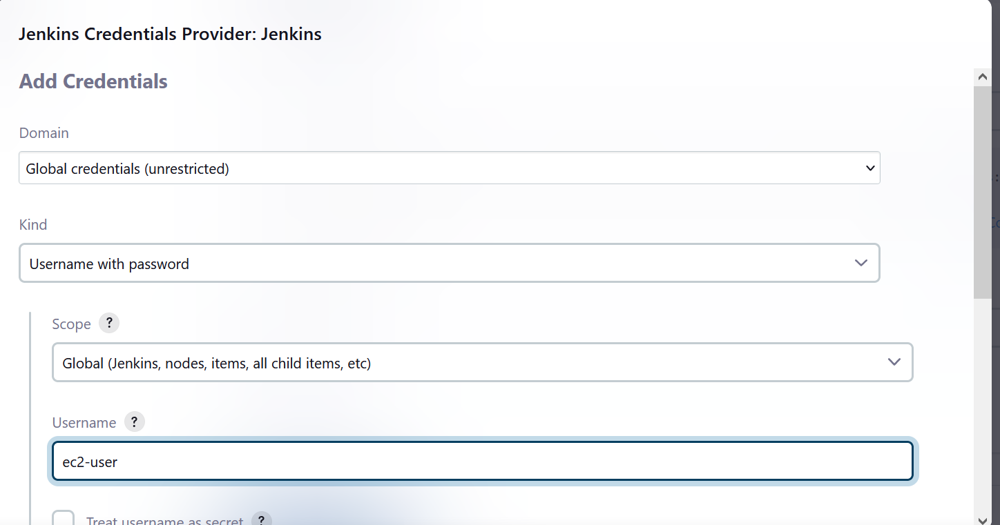 Jenkins Credentials Provider: Jenkins
Add Credentials
Domain
Global credentials (unrestricted)
Kind
Username with password
Scope ?
Global (Jenkins, nodes, items, all child items, etc)
Username ?
ec2-user
Treat username as secret ?